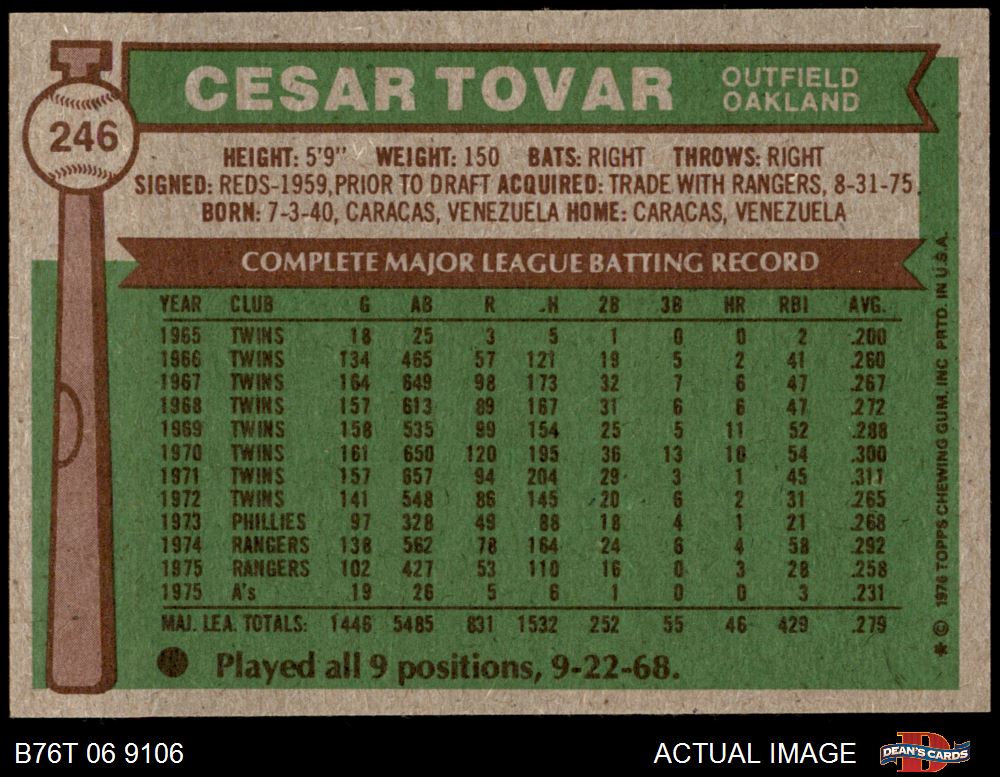 CESAR TOVAR
OUTFIELD
OAKLAND
246
HEIGHT: 5'9" WEIGHT: 150 BATS: RIGHT THROWS: RIGHT
SIGNED: REDS-1959, PRIOR TO DRAFT ACQUIRED: TRADE WITH RANGERS, 8-31-75.
BORN: 7-3-40, CARACAS, VENEZUELA HOME: CARACAS, VENEZUELA
COMPLETE MAJOR LEAGUE BATTING RECORD
YEAR CLUB G AB R H 2B 3B HR RBI AVG.
1965 TWINS 18 25 3 5 1 0 0 2 .200
1966 TWINS 134 465 57 121 19 5 2 41 .260
1967 TWINS 164 649 98 173 32 7 6 47 .267
1968 TWINS 157 613 89 167 31 6 6 47 .272
1969 TWINS 158 535 99 154 25 5 11 52 .288
1970 TWINS 161 650 120 195 36 13 10 54 .300
1971 TWINS 157 657 94 204 29 3 1 45 .311
1972 TWINS 141 548 86 145 20 6 2 31 .265
1973 PHILLIES 97 328 49 88 18 4 1 21 .268
1974 RANGERS 138 562 78 164 24 6 4 58 .292
1975 RANGERS 102 427 53 110 16 0 3 28 .258
1975 A's 19 26 5 6 1 0 0 3 .231
MAJ. LEA. TOTALS: 1446 5485 831 1532 252 55 46 429 .279
Played all 9 positions, 9-22-68.
* © 1976 TOPPS CHEWING GUM, INC PRTD. IN U.S.A.
B76T 06 9106
ACTUAL IMAGE
DEAN'S CARDS